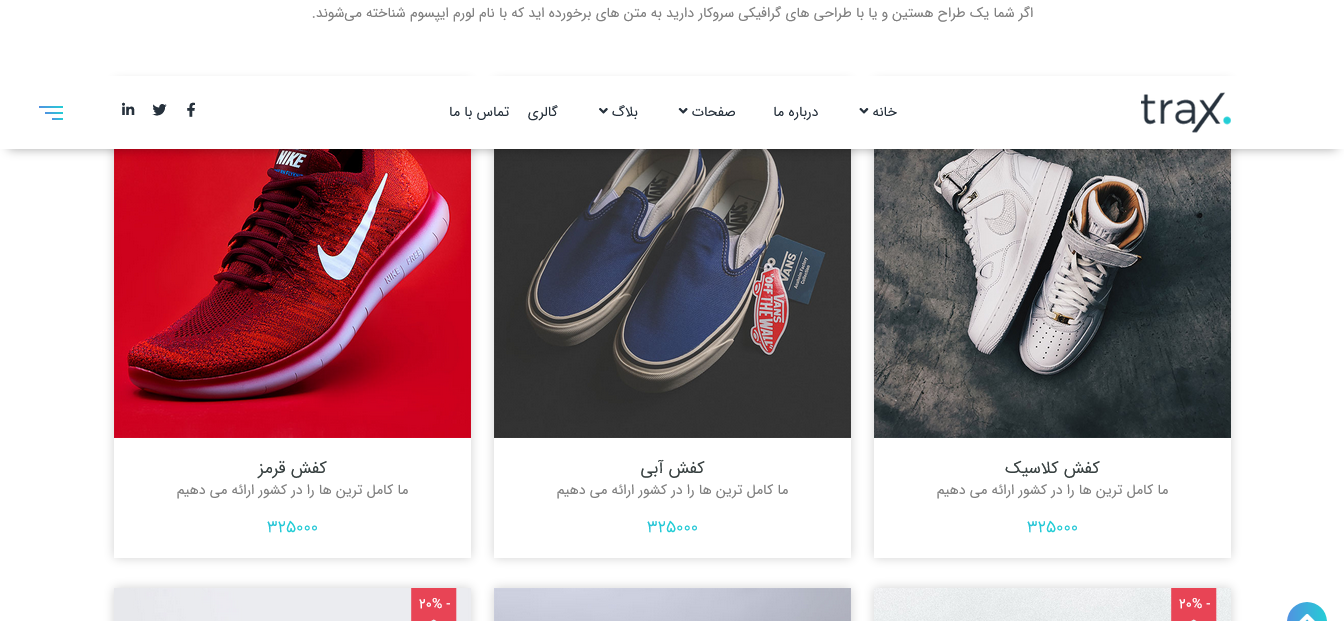 اگر شما یک طراح هستین و یا با طراحی های گرافیکی سروکار دارید به متن های برخورده اید که با نام لورم ایپسوم شناخته می‌شوند.
trax.
خانه
درباره ما
صفحات
بلاگ
گالری
تماس با ما
NIKE
NIKE FREE
VANS
VANS
"OFF THE WALL"
کفش کلاسیک
ما کامل ترین ها را در کشور ارائه می دهیم
۳۲۵۰۰۰
کفش آبی
ما کامل ترین ها را در کشور ارائه می دهیم
۳۲۵۰۰۰
کفش قرمز
ما کامل ترین ها را در کشور ارائه می دهیم
۳۲۵۰۰۰
- ۲۰%
- ۲۰%